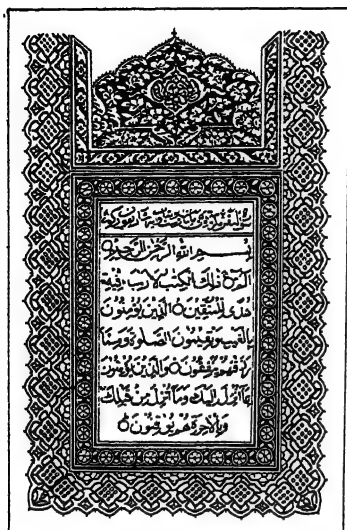 بسم الله الرحمن الرحيم
الم ذلك الكتب لا ريب فيه
هدى للمتقين الذين يؤمنون
بالغيب ويقيمون الصلوة ومما
رزقنهم ينفقون والذين يؤمنون
بما انزل اليك وما انزل من قبلك
وبالاخرة هم يوقنون